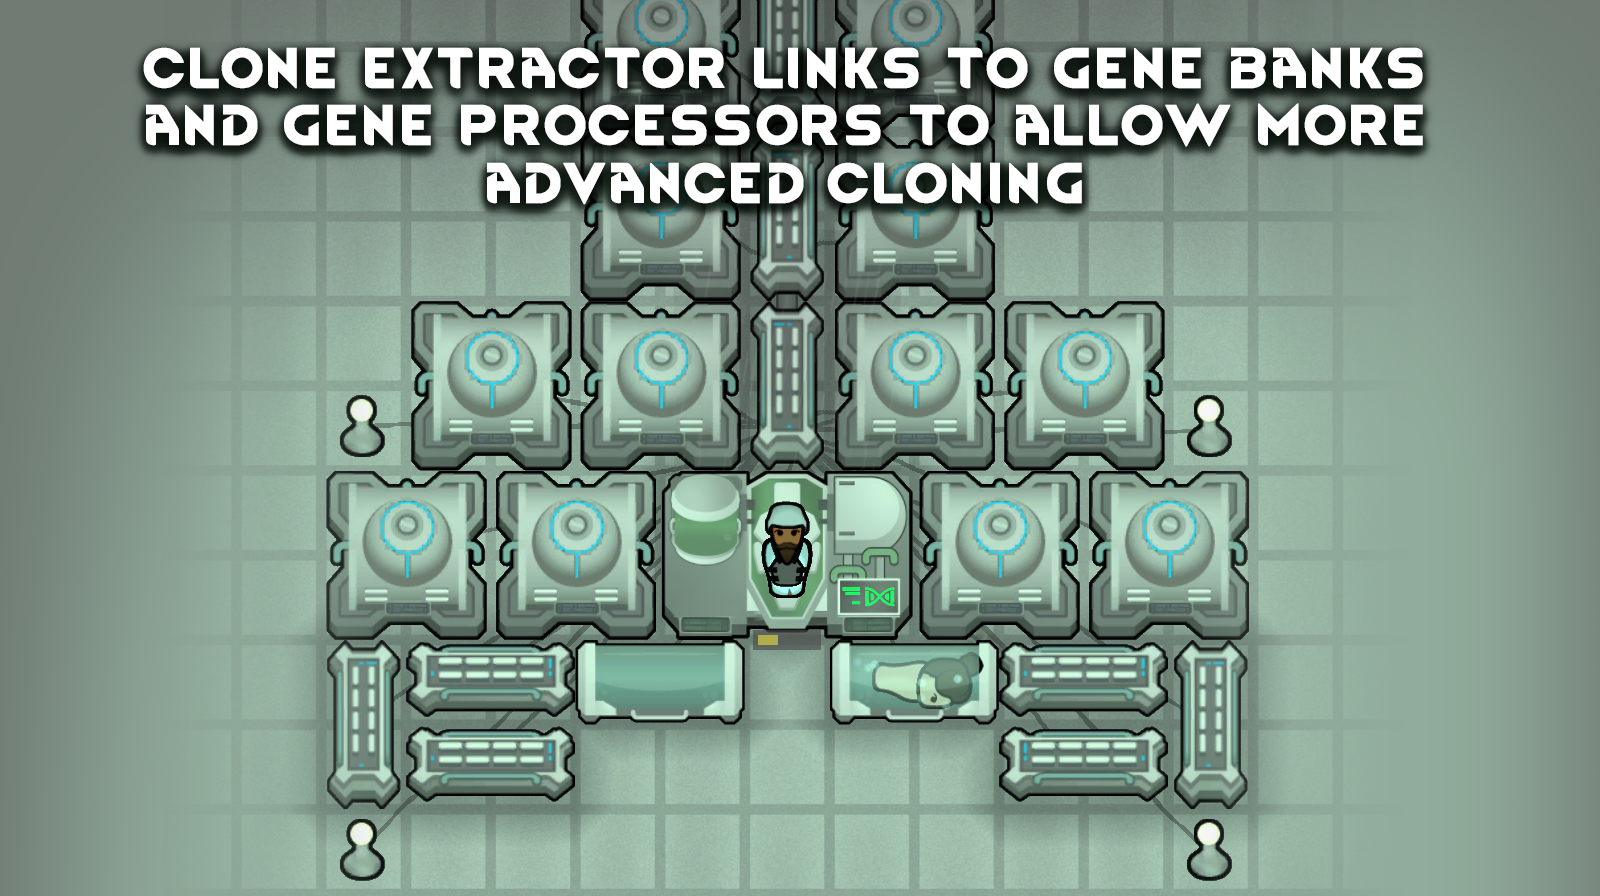 CLONE EXTRACTOR LINKS TO GENE BANKS
AND GENE PROCESSORS TO ALLOW MORE
ADVANCED CLONING